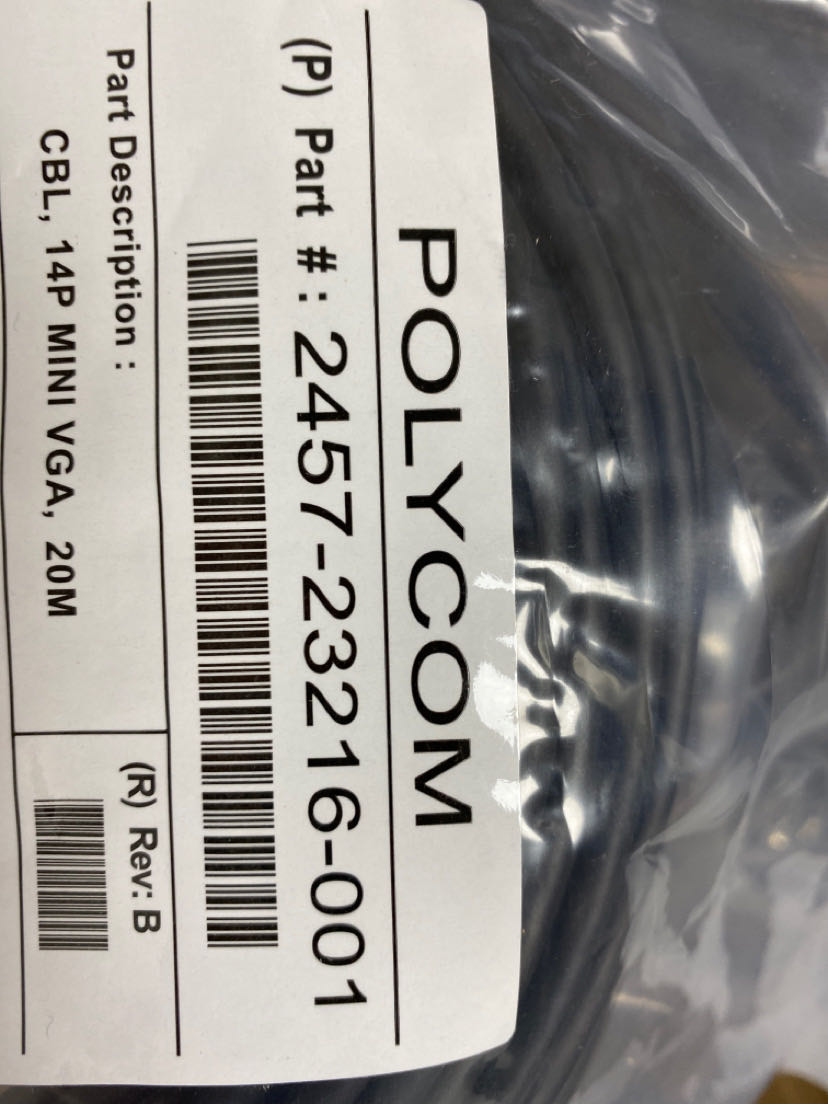 POLYCOM
(P) Part #: 2457-23216-001
Part Description :
CBL, 14P MINI VGA, 20M
(R) Rev: B